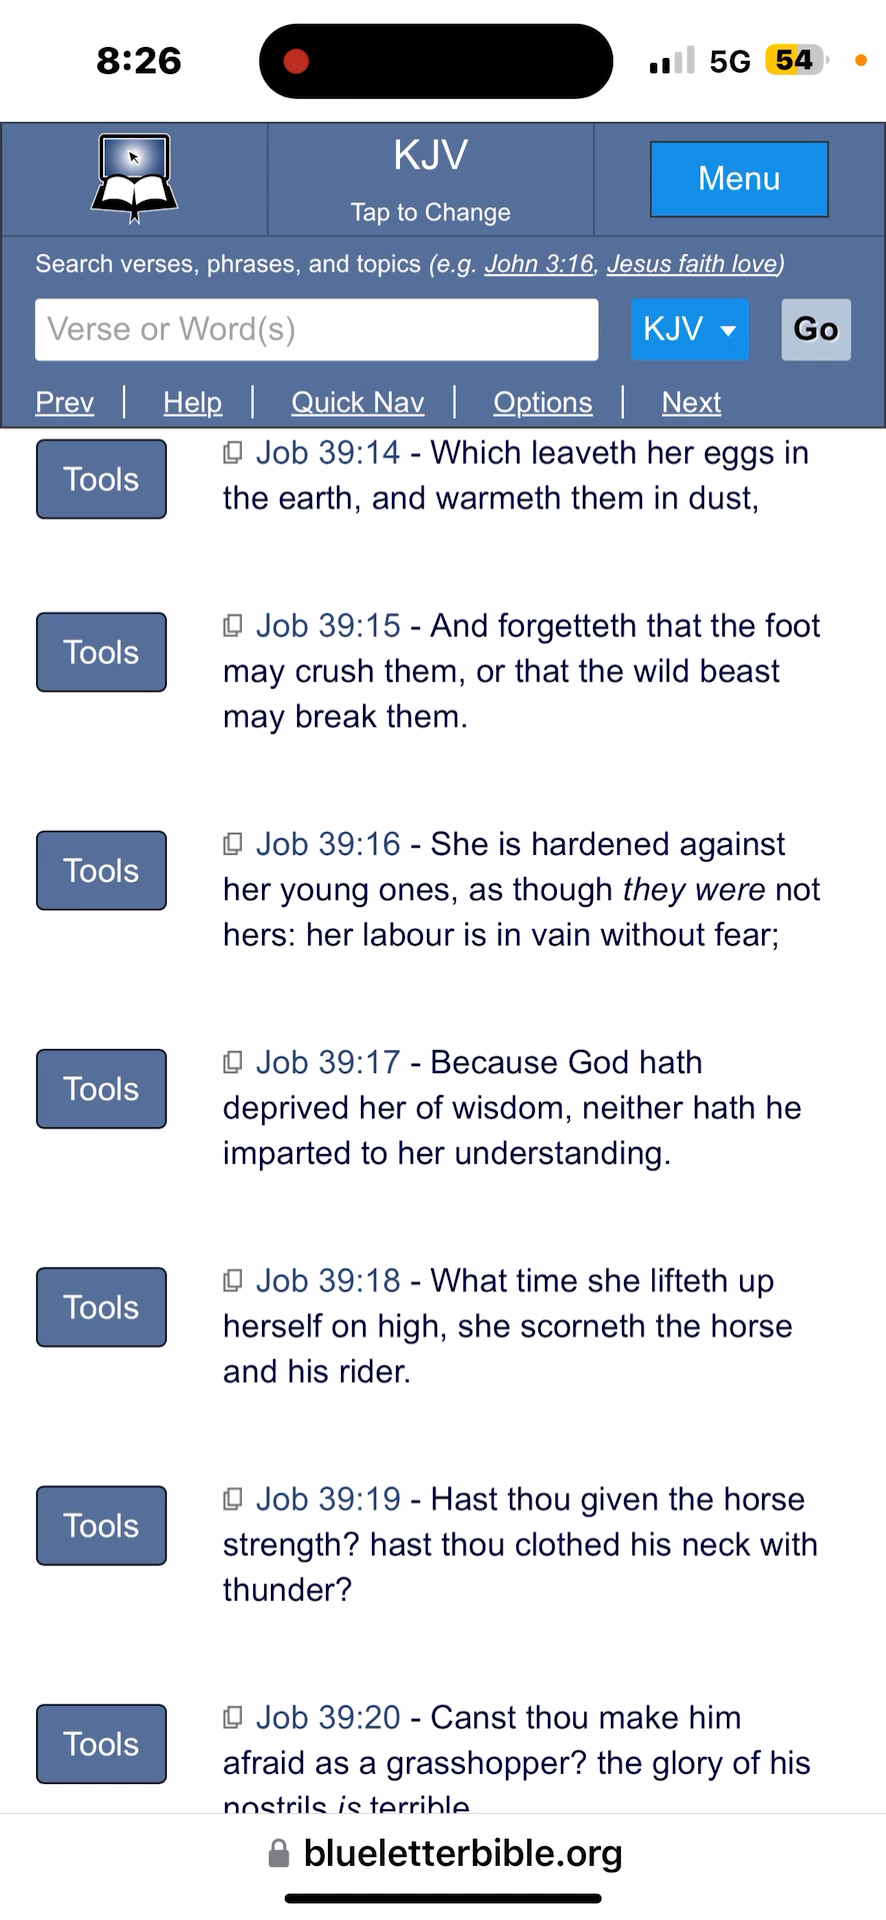 8:26
5G
54
KJV
Tap to Change
Menu
Search verses, phrases, and topics (e.g. John 3:16, Jesus faith love)
Verse or Word(s)
KJV
Go
Prev | Help | Quick Nav | Options | Next
Tools
Job 39:14 - Which leaveth her eggs in
the earth, and warmeth them in dust,
Tools
Job 39:15 - And forgetteth that the foot
may crush them, or that the wild beast
may break them.
Tools
Job 39:16 - She is hardened against
her young ones, as though they were not
hers: her labour is in vain without fear;
Tools
Job 39:17 - Because God hath
deprived her of wisdom, neither hath he
imparted to her understanding.
Tools
Job 39:18 - What time she lifteth up
herself on high, she scorneth the horse
and his rider.
Tools
Job 39:19 - Hast thou given the horse
strength? hast thou clothed his neck with
thunder?
Tools
Job 39:20 - Canst thou make him
afraid as a grasshopper? the glory of his
nostrils is terrible
blueletterbible.org